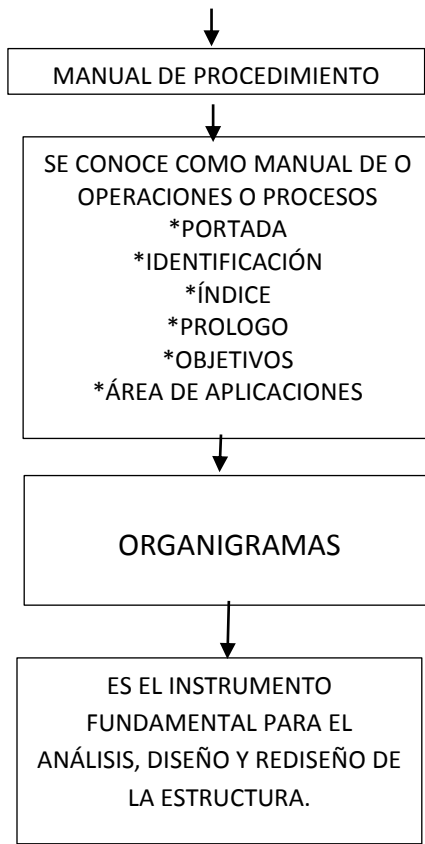 MANUAL DE PROCEDIMIENTO
SE CONOCE COMO MANUAL DE O
OPERACIONES O PROCESOS
*PORTADA
*IDENTIFICACIÓN
*ÍNDICE
*PROLOGO
*OBJETIVOS
*ÁREA DE APLICACIONES
ORGANIGRAMAS
ES EL INSTRUMENTO
FUNDAMENTAL PARA EL
ANÁLISIS, DISEÑO Y REDISEÑO DE
LA ESTRUCTURA.